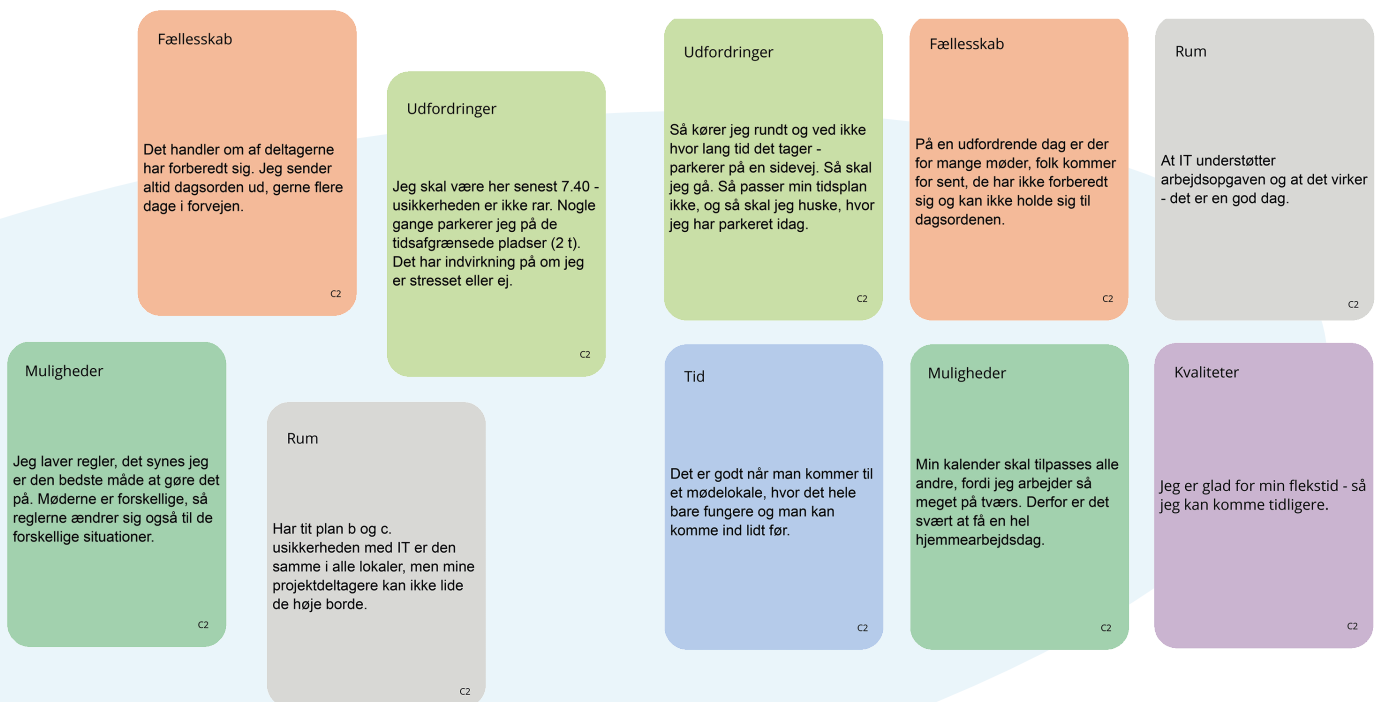 Fællesskab
Det handler om af deltagerne
har forberedt sig. Jeg sender
altid dagsorden ud, gerne flere
dage i forvejen.
C2
Udfordringer
Jeg skal være her senest 7.40 -
usikkerheden er ikke rar. Nogle
gange parkerer jeg på de
tidsafgrænsede pladser (2 t).
Det har indvirkning på om jeg
er stresset eller ej.
C2
Udfordringer
Så kører jeg rundt og ved ikke
hvor lang tid det tager -
parkerer på en sidevej. Så skal
jeg gå. Så passer min tidsplan
ikke, og så skal jeg huske, hvor
jeg har parkeret idag.
C2
Fællesskab
På en udfordrende dag er der
for mange møder, folk kommer
for sent, de har ikke forberedt
sig og kan ikke holde sig til
dagsordenen.
C2
Rum
At IT understøtter
arbejdsopgaven og at det virker
- det er en god dag.
C2
Muligheder
Jeg laver regler, det synes jeg
er den bedste måde at gøre det
på. Møderne er forskellige, så
reglerne ændrer sig også til de
forskellige situationer.
C2
Rum
Har tit plan b og c.
usikkerheden med IT er den
samme i alle lokaler, men mine
projektdeltagere kan ikke lide
de høje borde.
C2
Tid
Det er godt når man kommer til
et mødelokale, hvor det hele
bare fungere og man kan
komme ind lidt før.
C2
Muligheder
Min kalender skal tilpasses alle
andre, fordi jeg arbejder så
meget på tværs. Derfor er det
svært at få en hel
hjemmearbejdsdag.
C2
Kvaliteter
Jeg er glad for min flekstid - så
jeg kan komme tidligere.
C2